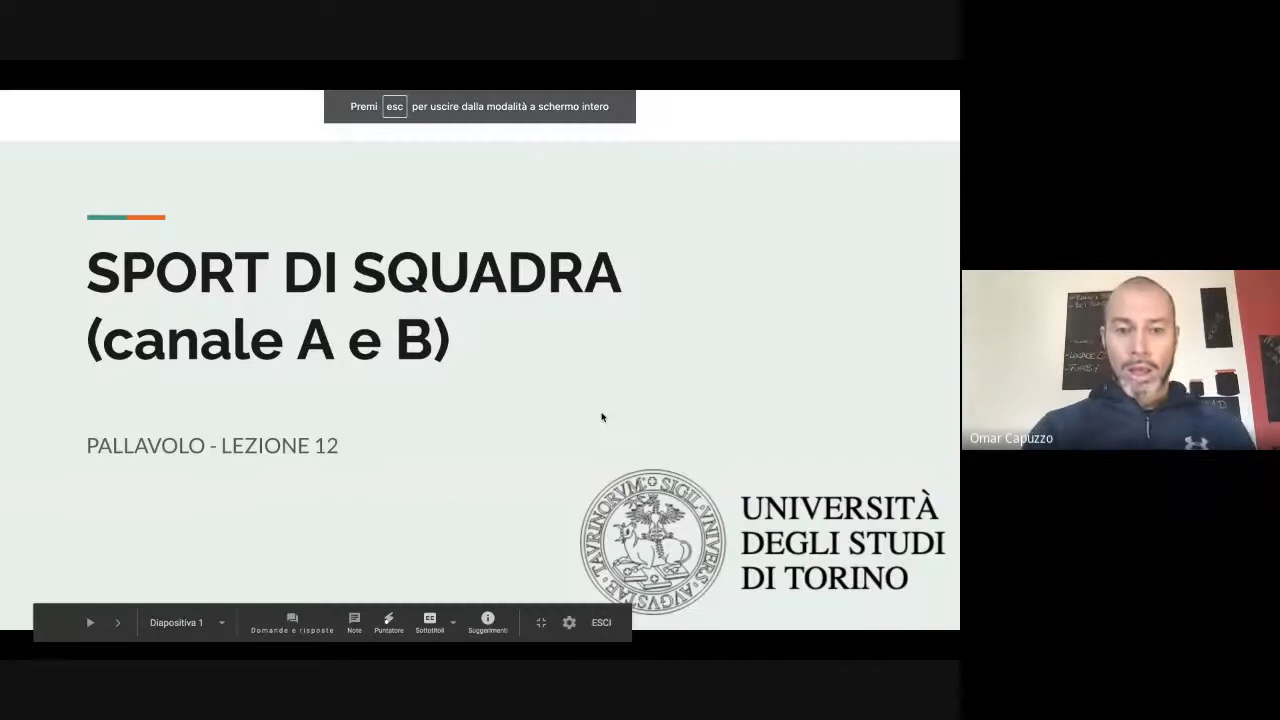 Premi esc per uscire dalla modalità a schermo intero
SPORT DI SQUADRA
(canale A e B)
PALLAVOLO - LEZIONE 12
UNIVERSITÀ
DEGLI STUDI
DI TORINO
Diapositiva 1
Domande e risposte
Note
Puntatore
Sottotitoli
Suggerimenti
ESCI
Omar Capuzzo